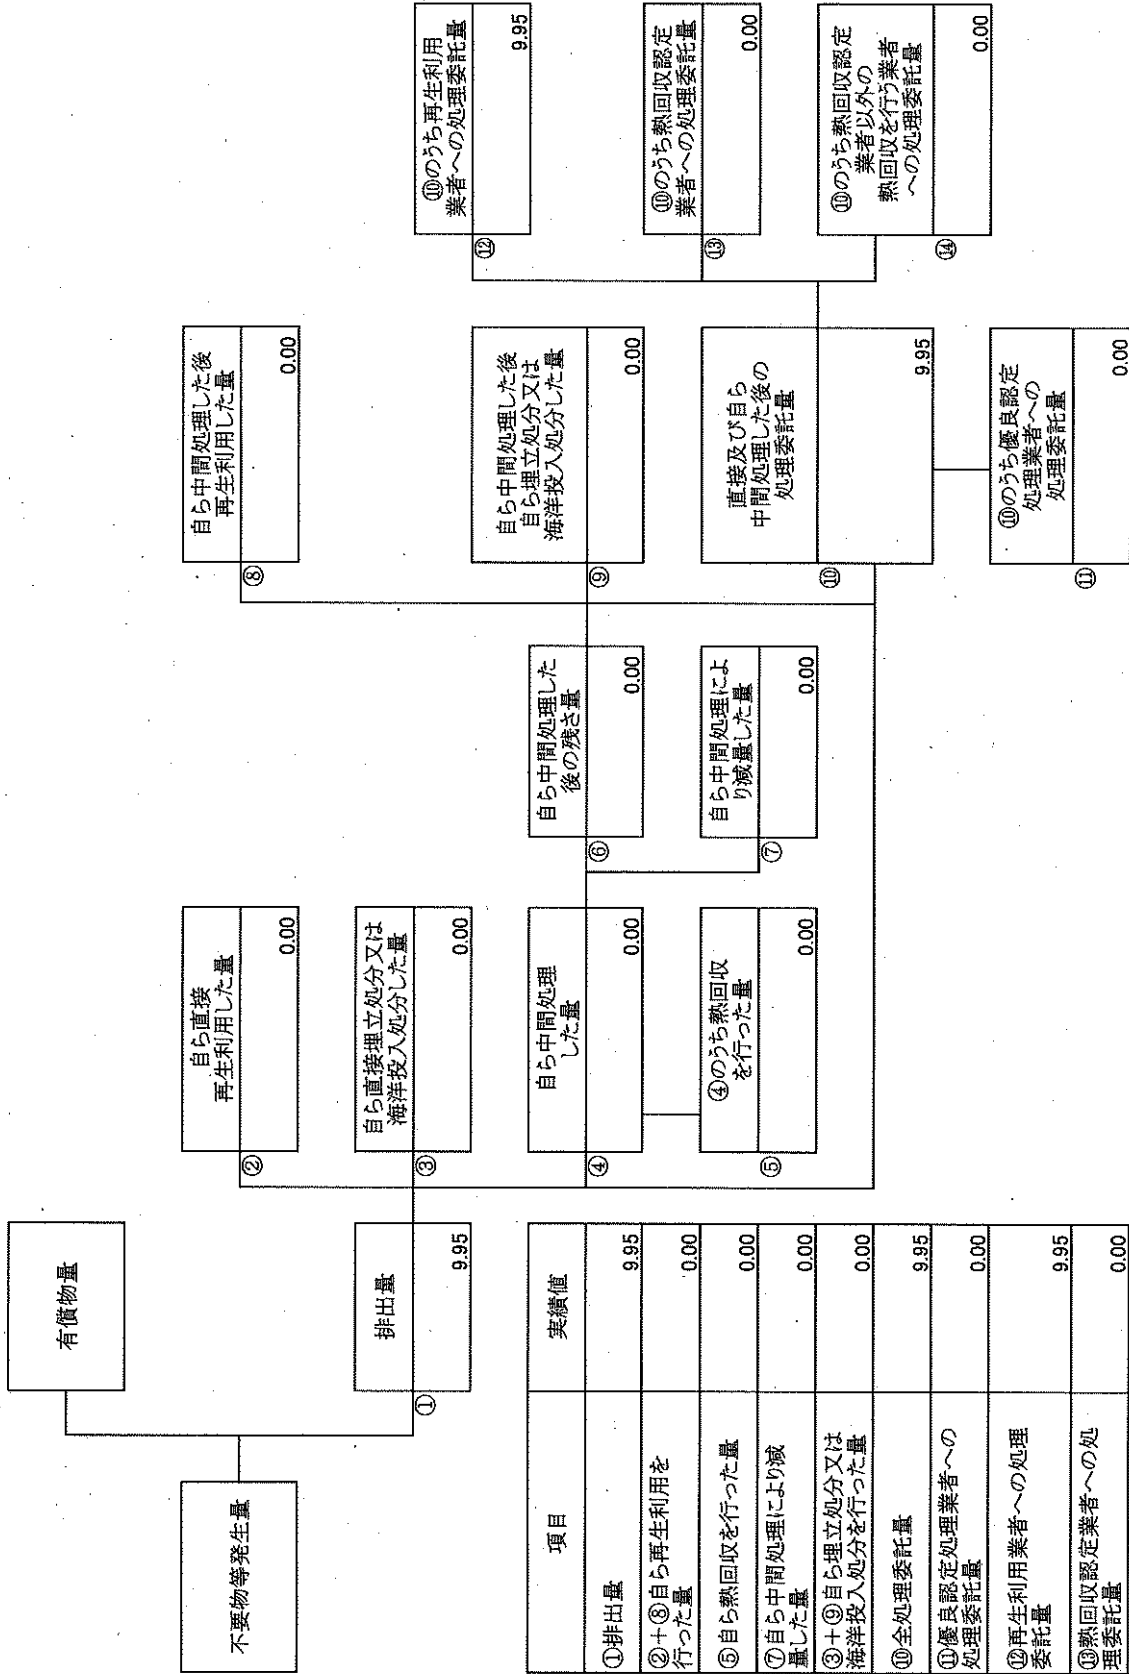 不要物等発生量
有償物量
①
排出量
9.95
②
自ら直接
再生利用した量
0.00
③
自ら直接埋立処分又は
海洋投入処分した量
0.00
④
自ら中間処理
した量
0.00
⑤
④のうち熱回収
を行った量
0.00
⑥
自ら中間処理した
後の残さ量
0.00
⑦
自ら中間処理によ
り減量した量
0.00
⑧
自ら中間処理した後
再生利用した量
0.00
⑨
自ら中間処理した後
自ら埋立処分又は
海洋投入処分した量
0.00
⑩
直接及び自ら
中間処理した後の
処理委託量
9.95
⑪
⑩のうち優良認定
処理業者への
処理委託量
0.00
⑫
⑩のうち再生利用
業者への処理委託量
9.95
⑬
⑩のうち熱回収認定
業者への処理委託量
0.00
⑭
⑩のうち熱回収認定
業者以外の
熱回収を行う業者
への処理委託量
0.00
項目 実績値
①排出量 9.95
②+⑧自ら再生利用を
行った量 0.00
⑤自ら熱回収を行った量 0.00
⑦自ら中間処理により減
量した量 0.00
③+⑨自ら埋立処分又は
海洋投入処分を行った量 0.00
⑩全処理委託量 9.95
⑪優良認定処理業者への
処理委託量 0.00
⑫再生利用業者への処理
委託量 9.95
⑬熱回収認定業者への処
理委託量 0.00